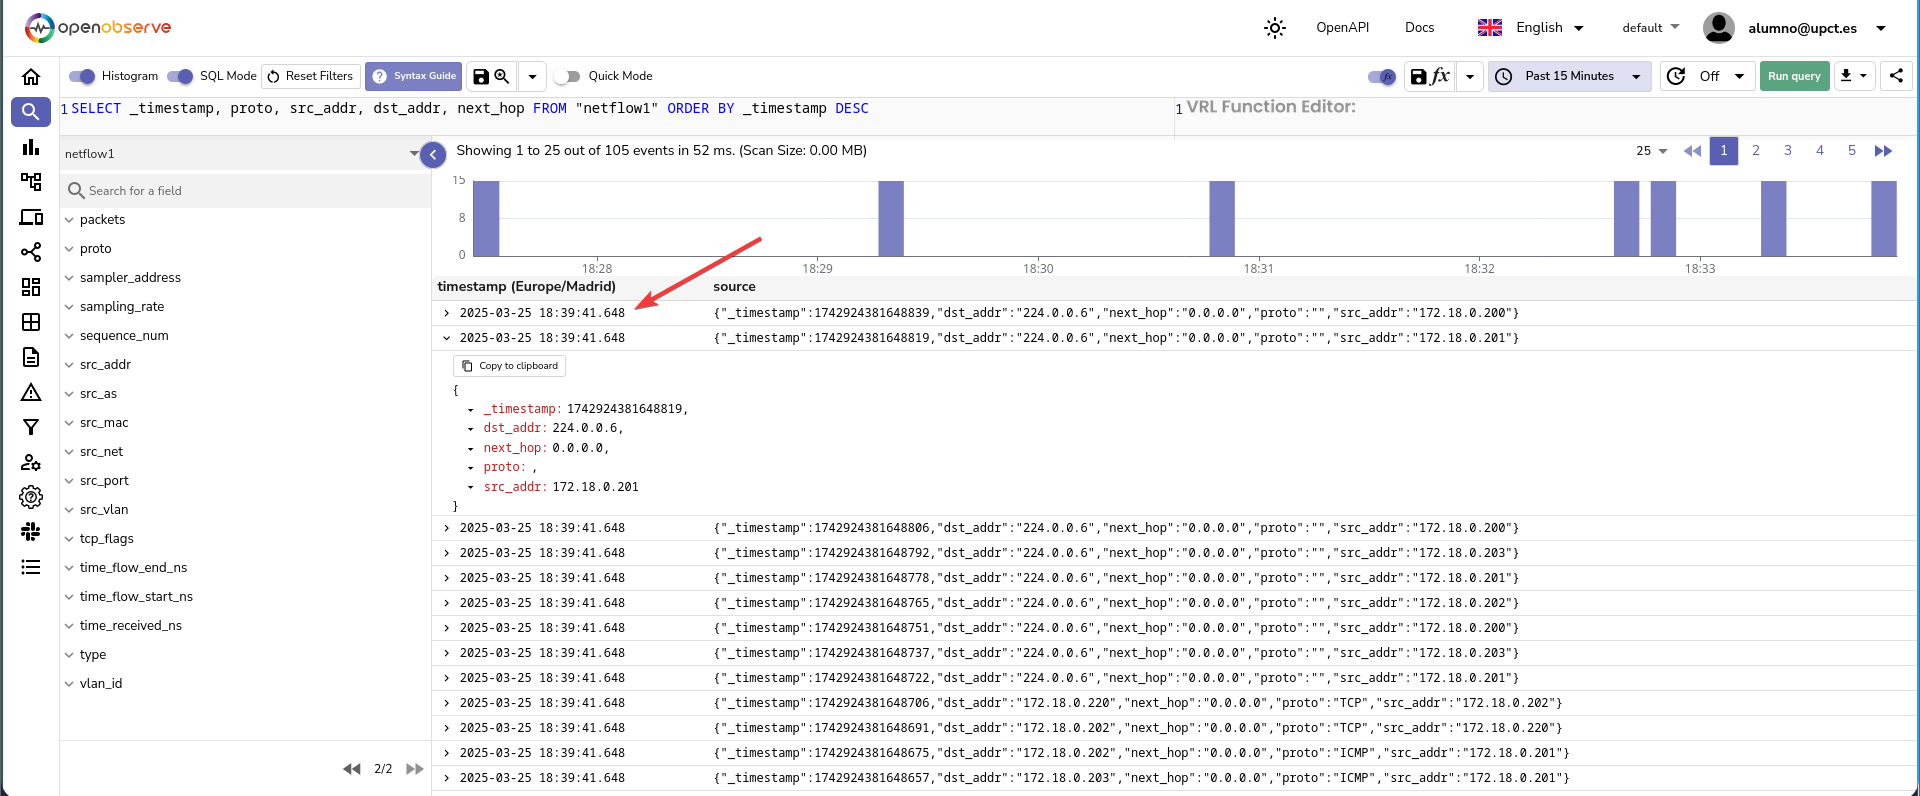 openobserve
OpenAPI
Docs
English
default
alumno@upct.es
Histogram
SQL Mode
Reset Filters
Syntax Guide
Quick Mode
fx
fx
Past 15 Minutes
Off
Run query
1 SELECT _timestamp, proto, src_addr, dst_addr, next_hop FROM "netflow1" ORDER BY _timestamp DESC
1 VRL Function Editor:
netflow1
Search for a field
packets
proto
sampler_address
sampling_rate
sequence_num
src_addr
src_as
src_mac
src_net
src_port
src_vlan
tcp_flags
time_flow_end_ns
time_flow_start_ns
time_received_ns
type
vlan_id
2/2
Showing 1 to 25 out of 105 events in 52 ms. (Scan Size: 0.00 MB)
25
1 2 3 4 5
15
8
0
18:28 18:29 18:30 18:31 18:32 18:33
timestamp (Europe/Madrid) source
2025-03-25 18:39:41.648 {"_timestamp":1742924381648839,"dst_addr":"224.0.0.6","next_hop":"0.0.0.0","proto":"","src_addr":"172.18.0.200"}
2025-03-25 18:39:41.648 {"_timestamp":1742924381648819,"dst_addr":"224.0.0.6","next_hop":"0.0.0.0","proto":"","src_addr":"172.18.0.201"}
Copy to clipboard
{
_timestamp: 1742924381648819,
dst_addr: 224.0.0.6,
next_hop: 0.0.0.0,
proto: ,
src_addr: 172.18.0.201
}
2025-03-25 18:39:41.648 {"_timestamp":1742924381648806,"dst_addr":"224.0.0.6","next_hop":"0.0.0.0","proto":"","src_addr":"172.18.0.200"}
2025-03-25 18:39:41.648 {"_timestamp":1742924381648792,"dst_addr":"224.0.0.6","next_hop":"0.0.0.0","proto":"","src_addr":"172.18.0.203"}
2025-03-25 18:39:41.648 {"_timestamp":1742924381648778,"dst_addr":"224.0.0.6","next_hop":"0.0.0.0","proto":"","src_addr":"172.18.0.201"}
2025-03-25 18:39:41.648 {"_timestamp":1742924381648765,"dst_addr":"224.0.0.6","next_hop":"0.0.0.0","proto":"","src_addr":"172.18.0.202"}
2025-03-25 18:39:41.648 {"_timestamp":1742924381648751,"dst_addr":"224.0.0.6","next_hop":"0.0.0.0","proto":"","src_addr":"172.18.0.200"}
2025-03-25 18:39:41.648 {"_timestamp":1742924381648737,"dst_addr":"224.0.0.6","next_hop":"0.0.0.0","proto":"","src_addr":"172.18.0.203"}
2025-03-25 18:39:41.648 {"_timestamp":1742924381648722,"dst_addr":"224.0.0.6","next_hop":"0.0.0.0","proto":"","src_addr":"172.18.0.201"}
2025-03-25 18:39:41.648 {"_timestamp":1742924381648706,"dst_addr":"172.18.0.220","next_hop":"0.0.0.0","proto":"TCP","src_addr":"172.18.0.202"}
2025-03-25 18:39:41.648 {"_timestamp":1742924381648691,"dst_addr":"172.18.0.202","next_hop":"0.0.0.0","proto":"TCP","src_addr":"172.18.0.220"}
2025-03-25 18:39:41.648 {"_timestamp":1742924381648675,"dst_addr":"172.18.0.202","next_hop":"0.0.0.0","proto":"ICMP","src_addr":"172.18.0.201"}
2025-03-25 18:39:41.648 {"_timestamp":1742924381648657,"dst_addr":"172.18.0.203","next_hop":"0.0.0.0","proto":"ICMP","src_addr":"172.18.0.201"}